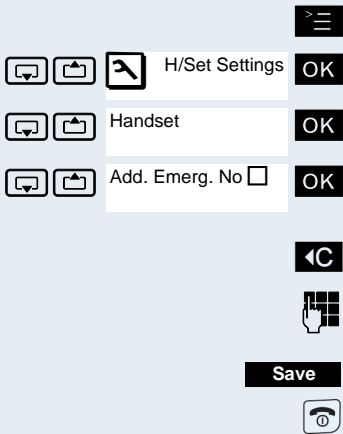 H/Set Settings OK
Handset OK
Add. Emerg. No OK
C
Save